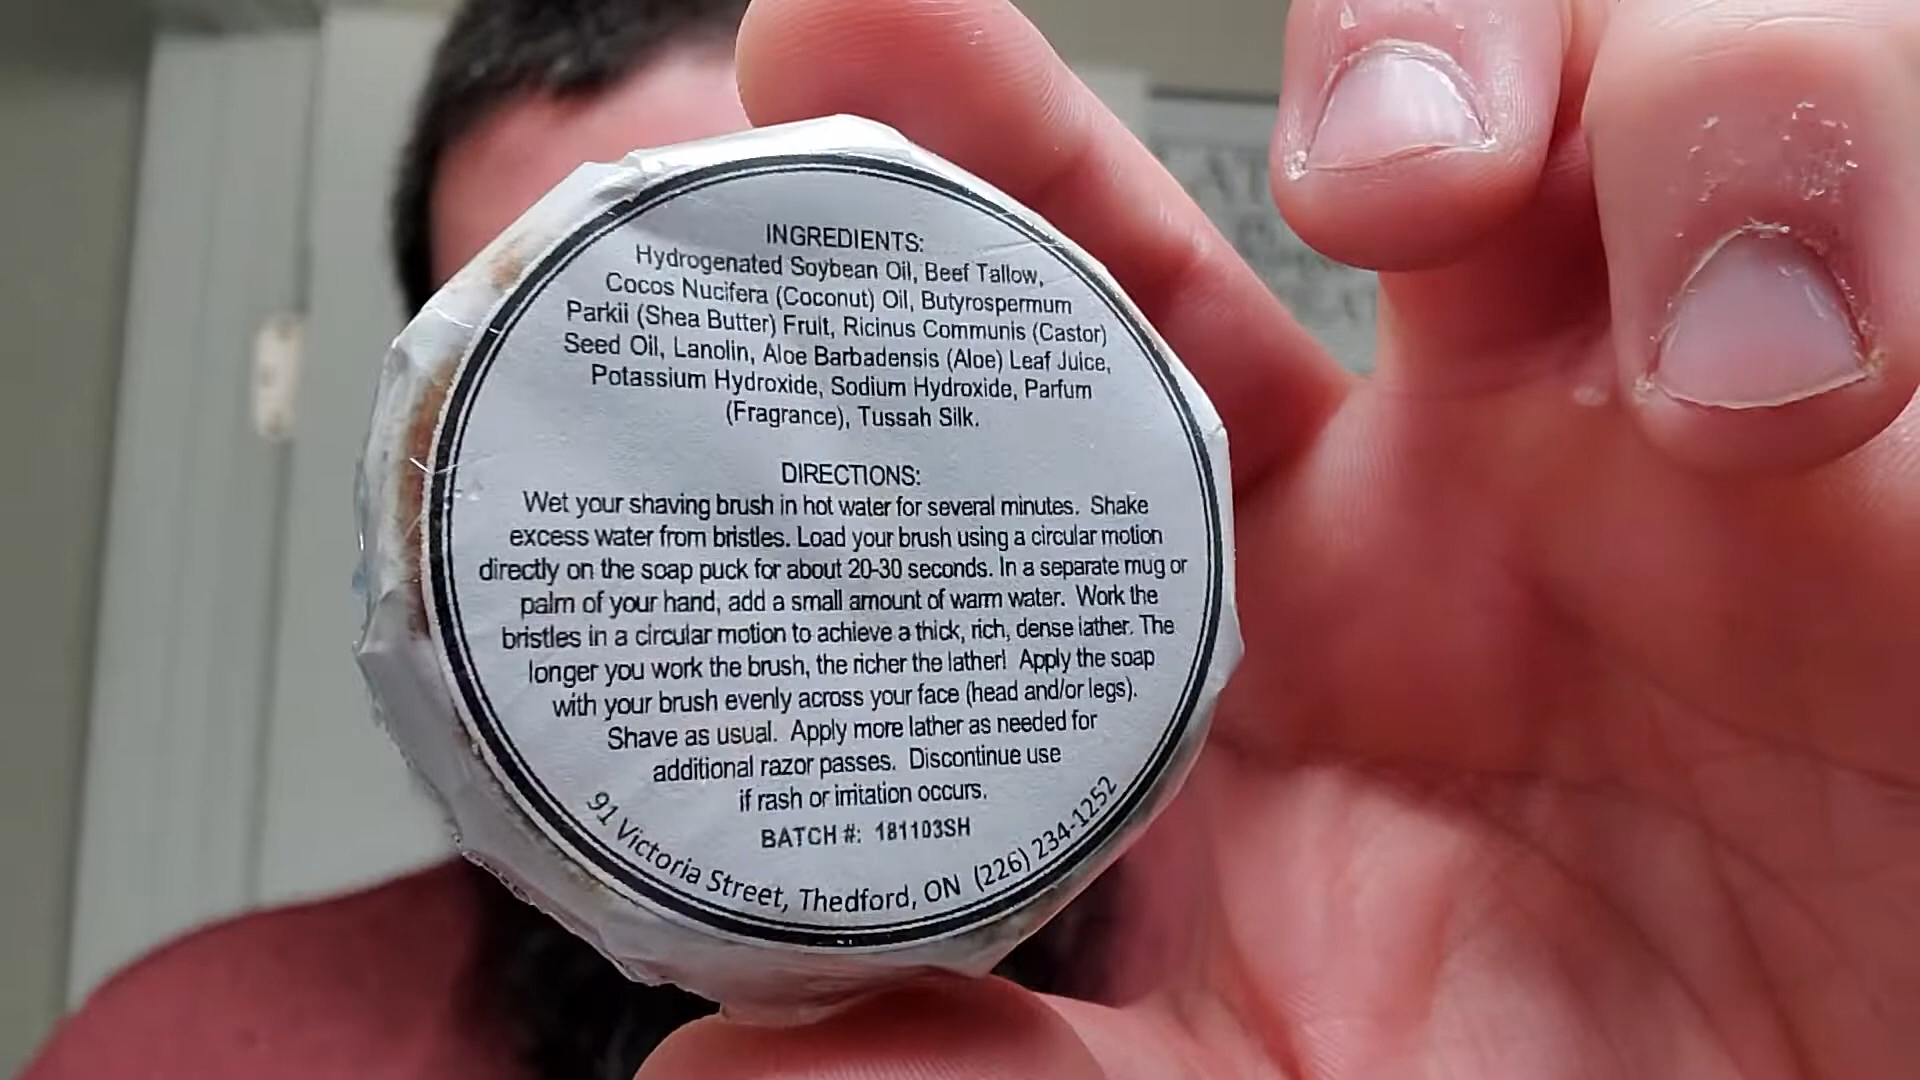 INGREDIENTS:
Hydrogenated Soybean Oil, Beef Tallow,
Cocos Nucifera (Coconut) Oil, Butyrospermum
Parkii (Shea Butter) Fruit, Ricinus Communis (Castor)
Seed Oil, Lanolin, Aloe Barbadensis (Aloe) Leaf Juice,
Potassium Hydroxide, Sodium Hydroxide, Parfum
(Fragrance), Tussah Silk.
DIRECTIONS:
Wet your shaving brush in hot water for several minutes. Shake
excess water from bristles. Load your brush using a circular motion
directly on the soap puck for about 20-30 seconds. In a separate mug or
palm of your hand, add a small amount of warm water. Work the
bristles in a circular motion to achieve a thick, rich, dense lather. The
longer you work the brush, the richer the lather! Apply the soap
with your brush evenly across your face (head and/or legs).
Shave as usual. Apply more lather as needed for
additional razor passes. Discontinue use
if rash or irritation occurs.
BATCH #: 181103SH
91 Victoria Street, Thedford, ON (226) 234-1252